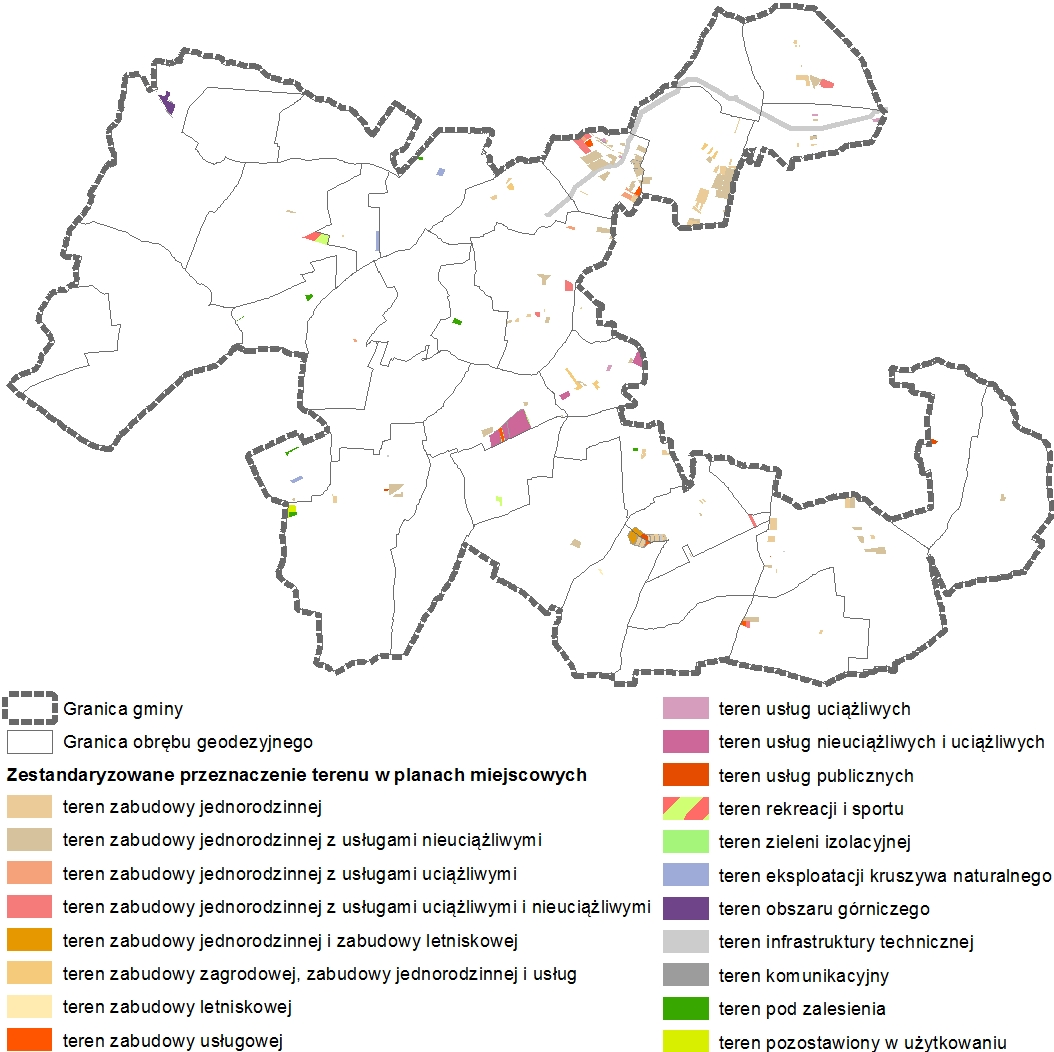 Granica gminy
Granica obrębu geodezyjnego
Zestandaryzowane przeznaczenie terenu w planach miejscowych
teren zabudowy jednorodzinnej
teren zabudowy jednorodzinnej z usługami nieuciążliwymi
teren zabudowy jednorodzinnej z usługami uciążliwymi
teren zabudowy jednorodzinnej z usługami uciążliwymi i nieuciążliwymi
teren zabudowy jednorodzinnej i zabudowy letniskowej
teren zabudowy zagrodowej, zabudowy jednorodzinnej i usług
teren zabudowy letniskowej
teren zabudowy usługowej
teren usług uciążliwych
teren usług nieuciążliwych i uciążliwych
teren usług publicznych
teren rekreacji i sportu
teren zieleni izolacyjnej
teren eksploatacji kruszywa naturalnego
teren obszaru górniczego
teren infrastruktury technicznej
teren komunikacyjny
teren pod zalesienia
teren pozostawiony w użytkowaniu